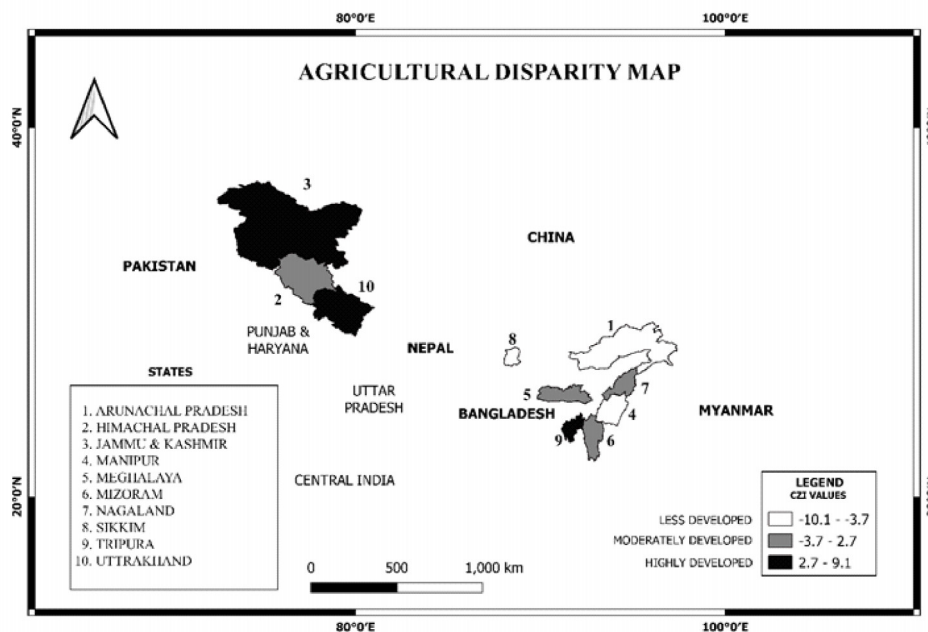 80°0'E 100°0'E
AGRICULTURAL DISPARITY MAP
40°0'N
3
CHINA
PAKISTAN
10
2
1
PUNJAB &
HARYANA
8
NEPAL
STATES
7
UTTAR
PRADESH
5
BANGLADESH
MYANMAR
4
9
6
1. ARUNACHAL PRADESH
2. HIMACHAL PRADESH
3. JAMMU & KASHMIR
4. MANIPUR
5. MEGHALAYA
6. MIZORAM
7. NAGALAND
8. SIKKIM
9. TRIPURA
10. UTTRAKHAND
CENTRAL INDIA
20°0'N
LEGEND
CZI VALUES
LESS DEVELOPED -10.1 - -3.7
MODERATELY DEVELOPED -3.7 - 2.7
HIGHLY DEVELOPED 2.7 - 9.1
0 500 1,000 km
80°0'E 100°0'E